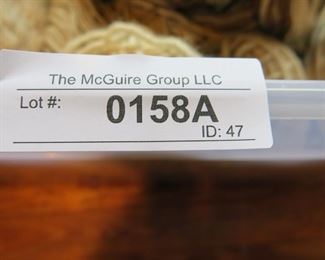 The McGuire Group LLC
Lot #: 0158A
ID: 47